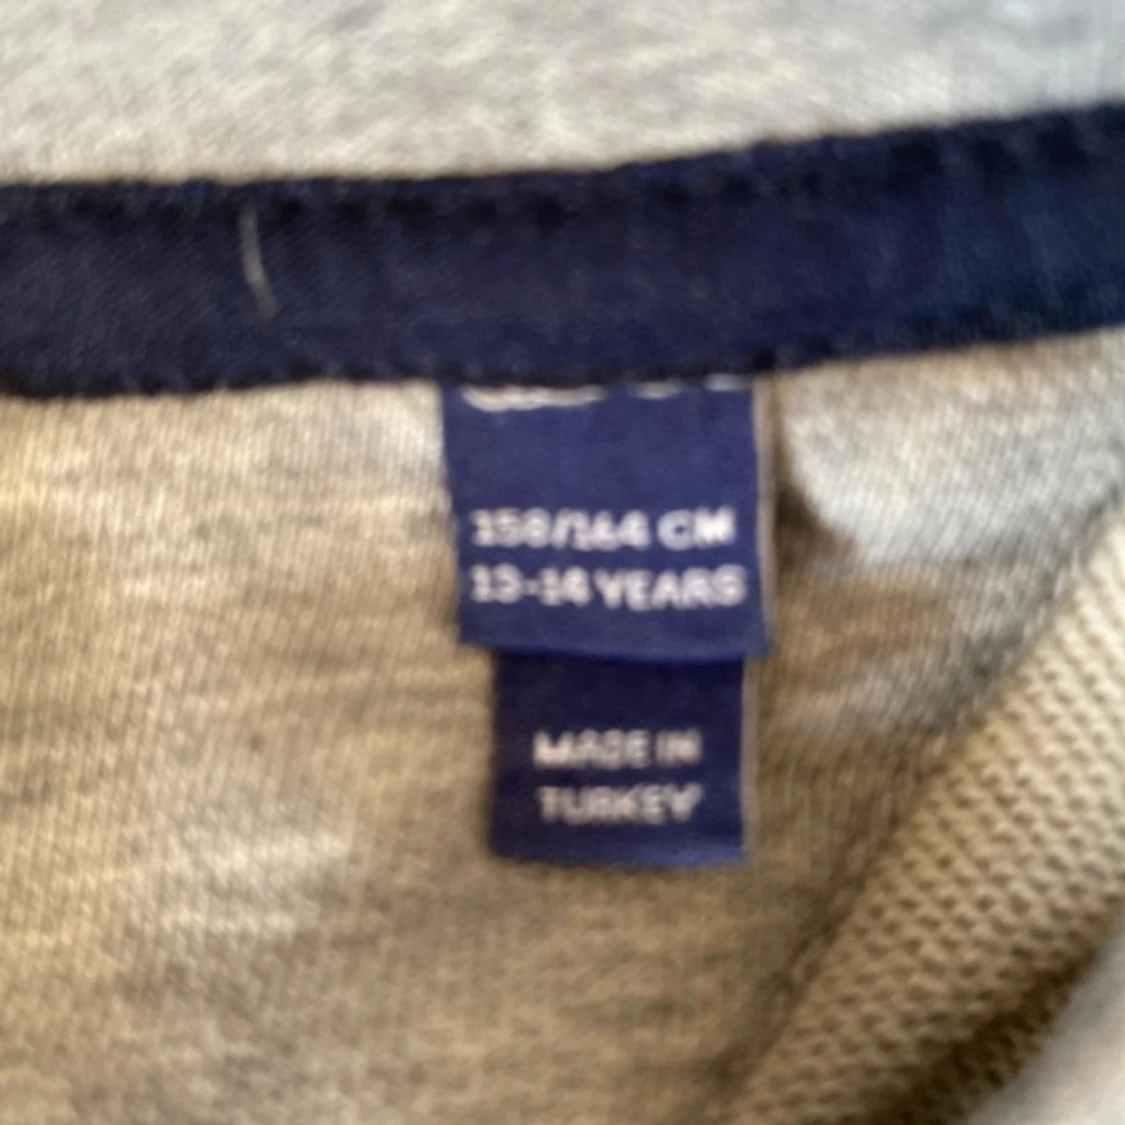 158/164 CM
13-14 YEARS
MADE IN
TURKEY